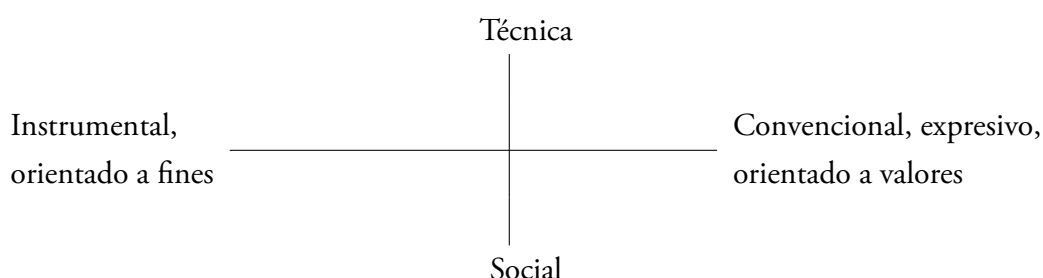 Técnica
Instrumental,
orientado a fines
Convencional, expresivo,
orientado a valores
Social